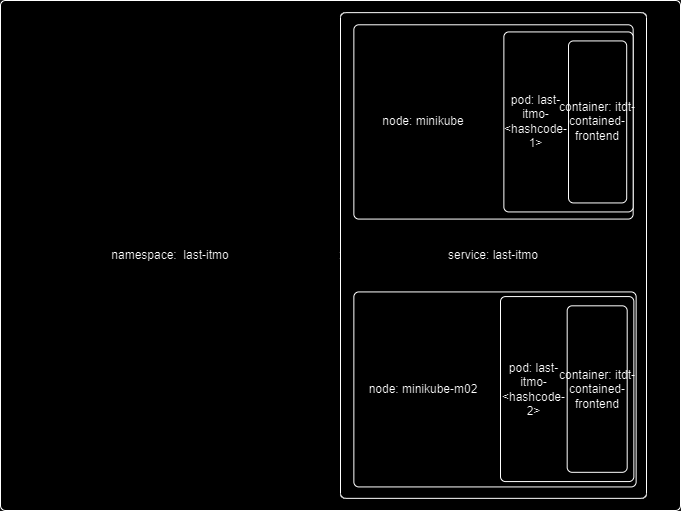 node: minikube
pod: last-
itmo-
<hashcode-
1>
container: itdt-
contained-
frontend
namespace:  last-itmo
service: last-itmo
node: minikube-m02
pod: last-
itmo-
<hashcode-
2>
container: itdt-
contained-
frontend